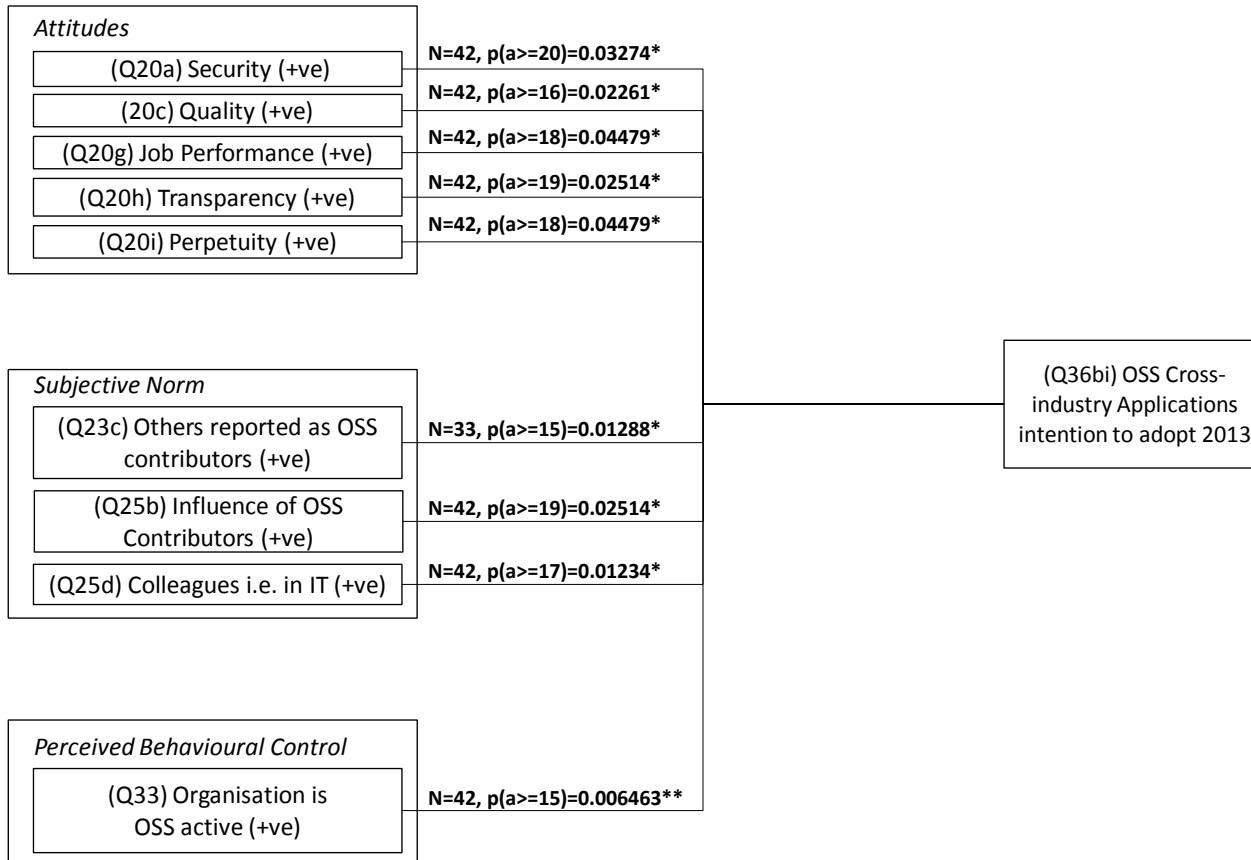 Attitudes
(Q20a) Security (+ve)
N=42, p(a>=20)=0.03274*
(20c) Quality (+ve)
N=42, p(a>=16)=0.02261*
(Q20g) Job Performance (+ve)
N=42, p(a>=18)=0.04479*
(Q20h) Transparency (+ve)
N=42, p(a>=19)=0.02514*
(Q20i) Perpetuity (+ve)
N=42, p(a>=18)=0.04479*
Subjective Norm
(Q23c) Others reported as OSS
contributors (+ve)
N=33, p(a>=15)=0.01288*
(Q25b) Influence of OSS
Contributors (+ve)
N=42, p(a>=19)=0.02514*
(Q25d) Colleagues i.e. in IT (+ve)
N=42, p(a>=17)=0.01234*
Perceived Behavioural Control
(Q33) Organisation is
OSS active (+ve)
N=42, p(a>=15)=0.006463**
(Q36bi) OSS Cross-
industry Applications
intention to adopt 2013